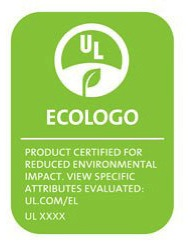 UL
ECOLOGO
PRODUCT CERTIFIED FOR
REDUCED ENVIRONMENTAL
IMPACT. VIEW SPECIFIC
ATTRIBUTES EVALUATED:
UL.COM/EL
UL XXXX